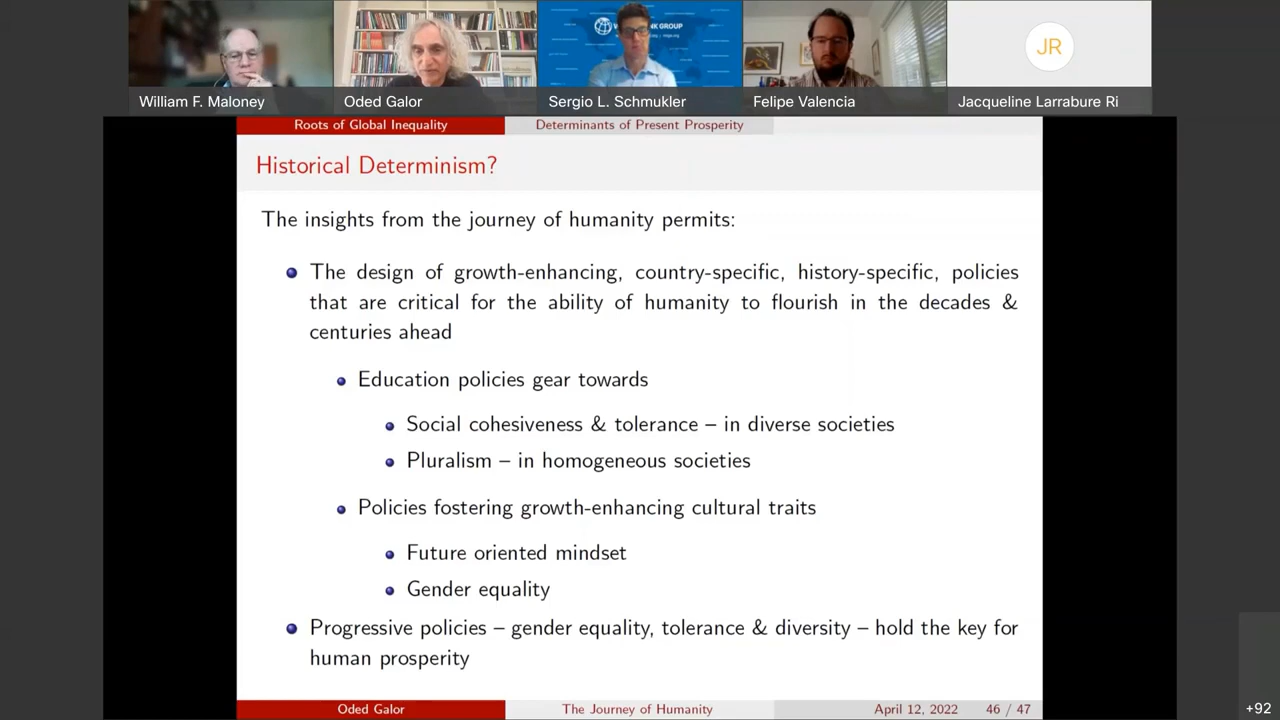 NK GROUP
William F. Maloney
Oded Galor
Sergio L. Schmukler
Felipe Valencia
JR
Jacqueline Larrabure Ri
Roots of Global Inequality
Determinants of Present Prosperity
Historical Determinism?
The insights from the journey of humanity permits:
The design of growth-enhancing, country-specific, history-specific, policies
that are critical for the ability of humanity to flourish in the decades &
centuries ahead
Education policies gear towards
Social cohesiveness & tolerance – in diverse societies
Pluralism – in homogeneous societies
Policies fostering growth-enhancing cultural traits
Future oriented mindset
Gender equality
Progressive policies – gender equality, tolerance & diversity – hold the key for
human prosperity
Oded Galor
The Journey of Humanity
April 12, 2022
46 / 47
+92